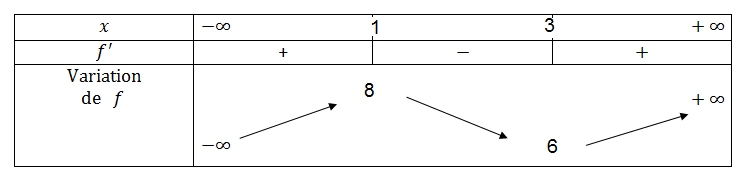 x −∞ 1 3 +∞
f′ + − +
Variation
de f
8
+∞
−∞
6